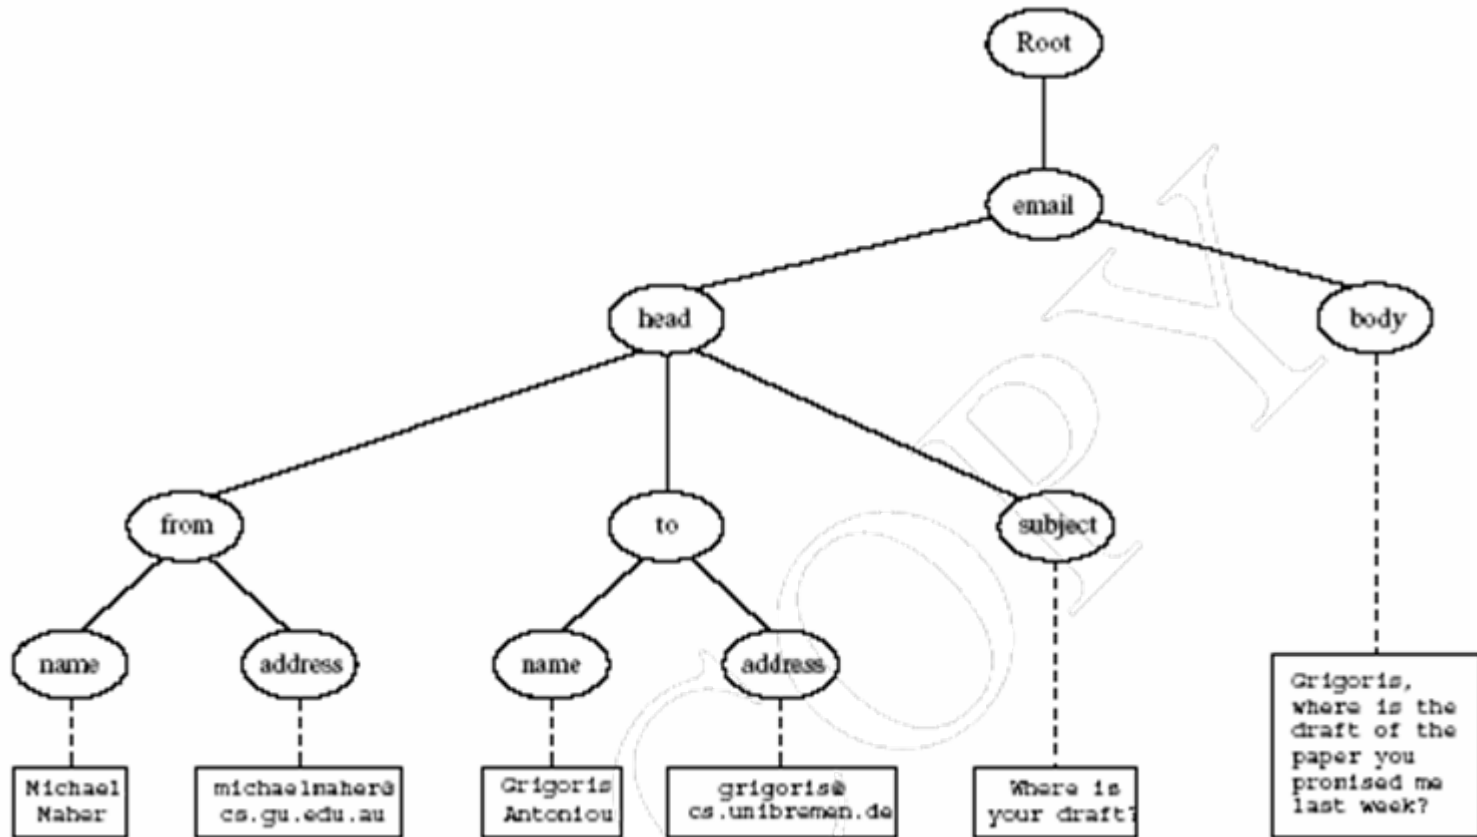 Root
email
head
body
from
to
subject
name
address
name
address
Michael
Maher
michaelmaher@
cs.gu.edu.au
Grigoris
Antoniou
grigoris@
cs.unibremen.de
Where is
your draft?
Grigoris,
where is the
draft of the
paper you
promised me
last week?
COPY